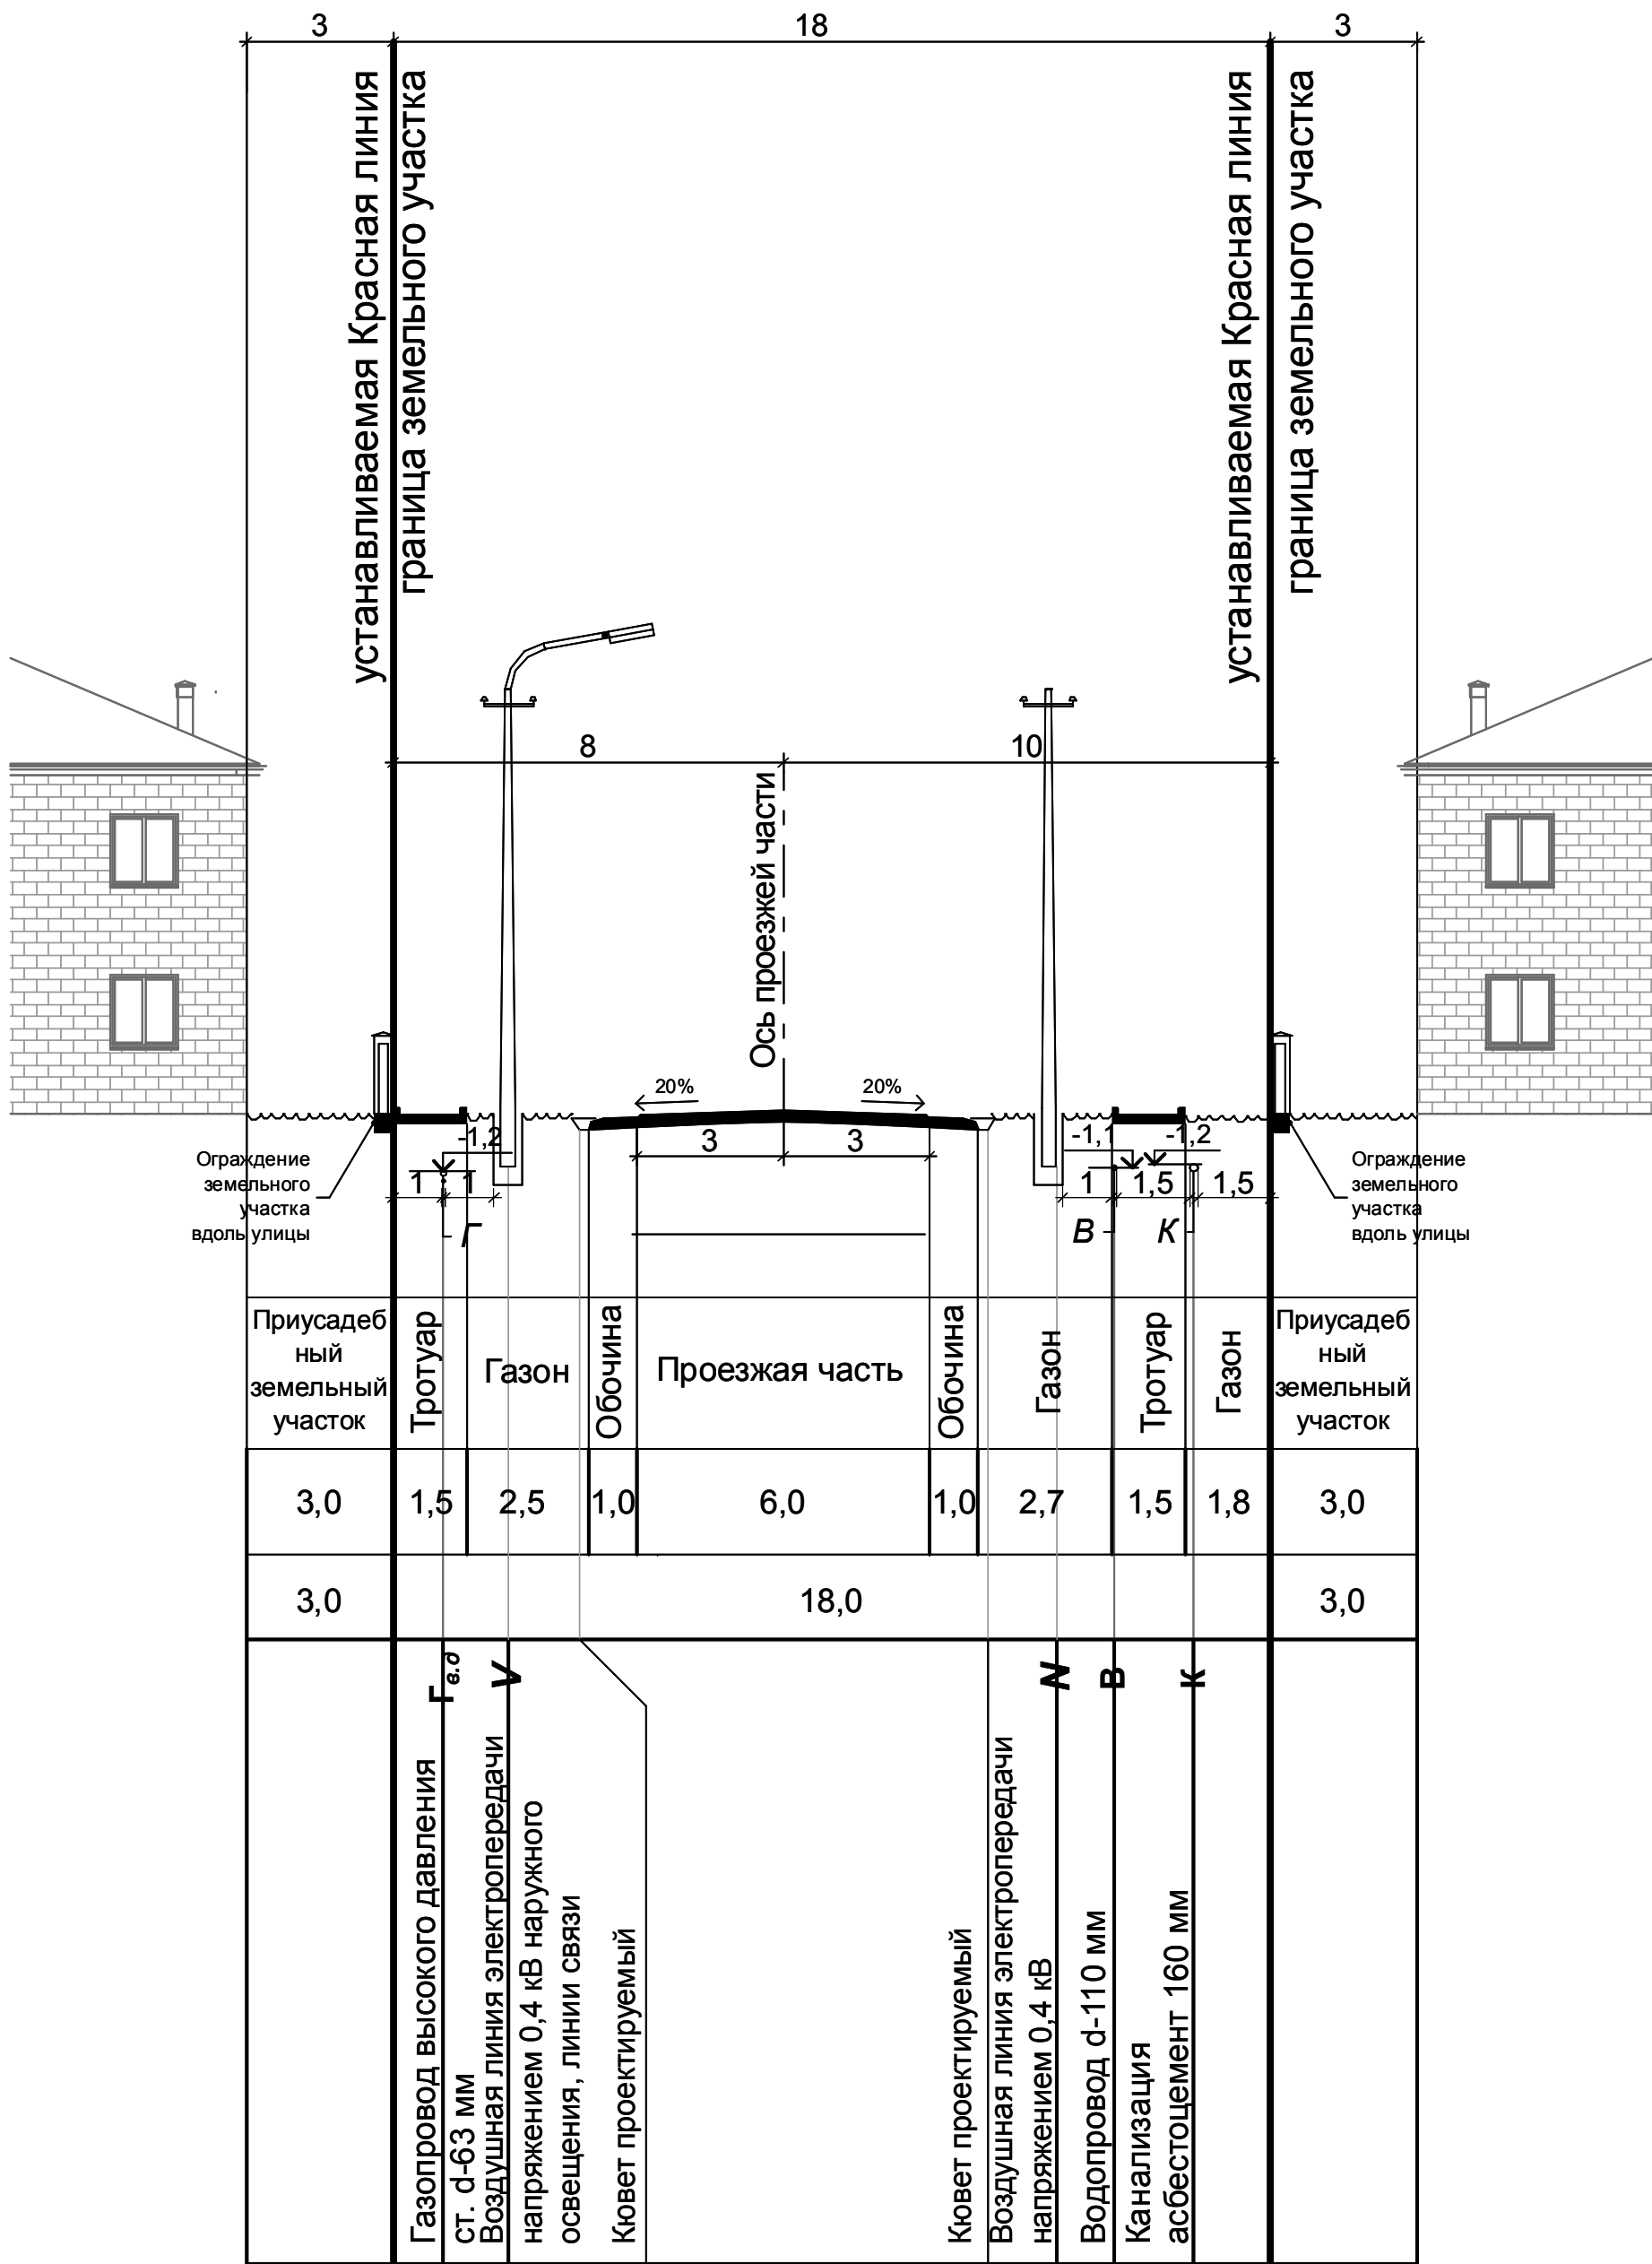 3
18
3
устанавливаемая Красная линия
граница земельного участка
устанавливаемая Красная линия
граница земельного участка
8
10
Ось проезжей части
20%
20%
3
3
-1,2
-1,1
-1,2
1
1
1
1,5
1,5
Г
В
К
Ограждение
земельного
участка
вдоль улицы
Ограждение
земельного
участка
вдоль улицы
Приусадеб
ный
земельный
участок
Тротуар
Газон
Обочина
Проезжая часть
Обочина
Газон
Тротуар
Газон
Приусадеб
ный
земельный
участок
3,0
1,5
2,5
1,0
6,0
1,0
2,7
1,5
1,8
3,0
3,0
18,0
3,0
Гв.д
V
N
В
К
Газопровод высокого давления
ст. d-63 мм
Воздушная линия электропередачи
напряжением 0,4 кВ наружного
освещения, линии связи
Кювет проектируемый
Кювет проектируемый
Воздушная линия электропередачи
напряжением 0,4 кВ
Водопровод d-110 мм
Канализация
асбестоцемент 160 мм